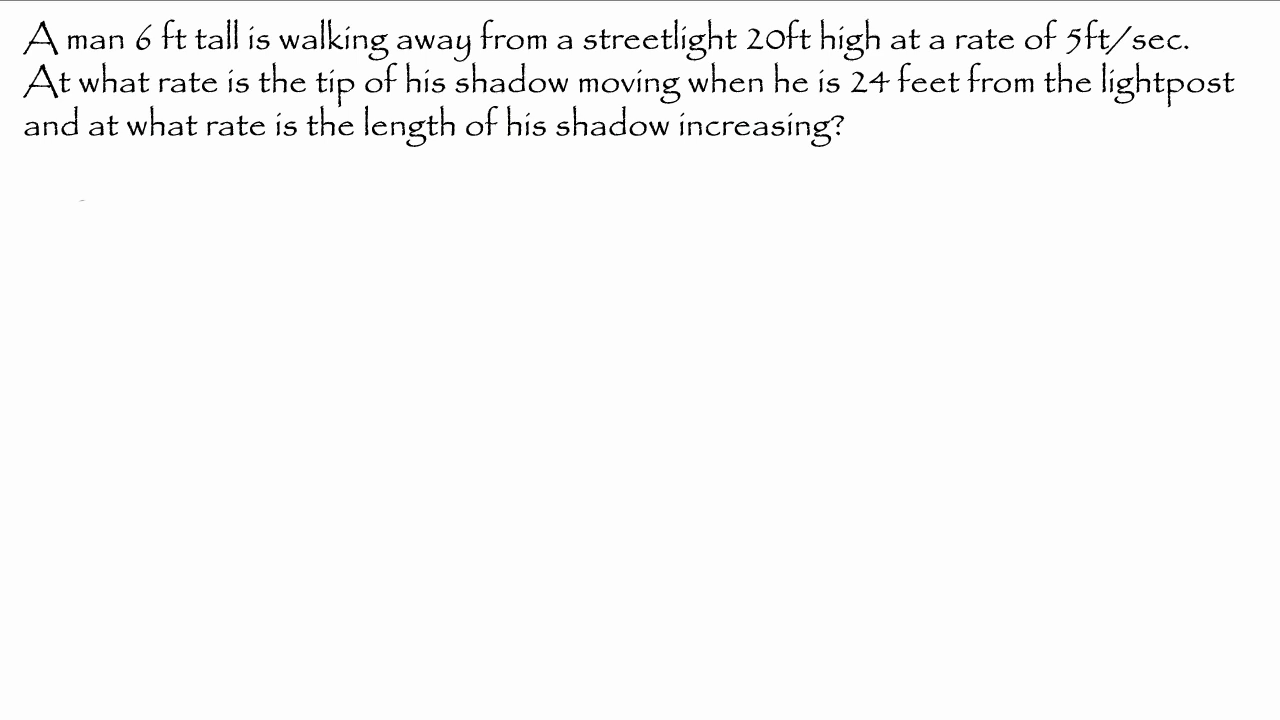 A man 6 ft tall is walking away from a streetlight 20ft high at a rate of 5ft/sec.
At what rate is the tip of his shadow moving when he is 24 feet from the lightpost
and at what rate is the length of his shadow increasing?